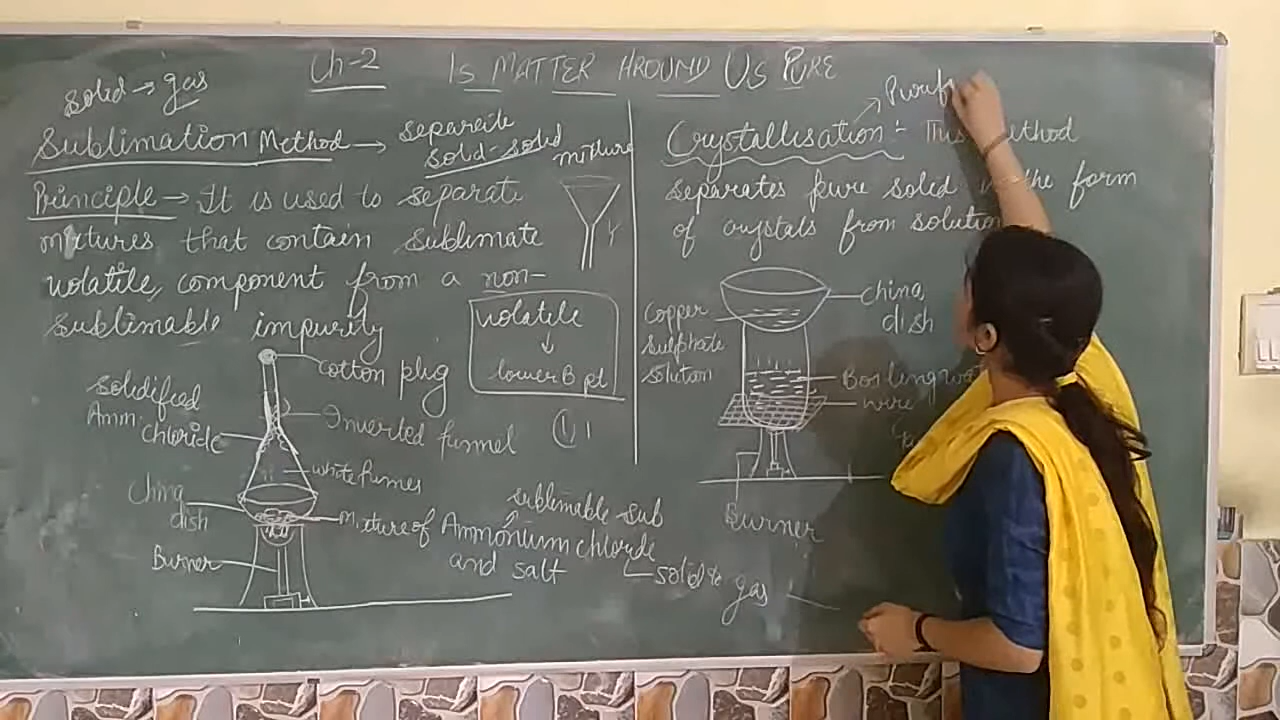 Ch-2 IS MATTER AROUND US PURE
solid → gas
Sublimation Method → separate
solid-solid mixture
Principle → It is used to separate
mixtures that contain sublimate
volatile, component from a non-
sublimable impurity
volatile
↓
lower B pt
cotton plug
solidified
Amm.
chloride
Inverted funnel
white fumes
China
dish
Mixture of Ammonium chloride
and salt
sublimable sub
solid to gas
Burner
Crystallisation :- This method
separates pure solid in the form
of crystals from solution
China
dish
Copper
Sulphate
Solution
Boiling
wire
Burner